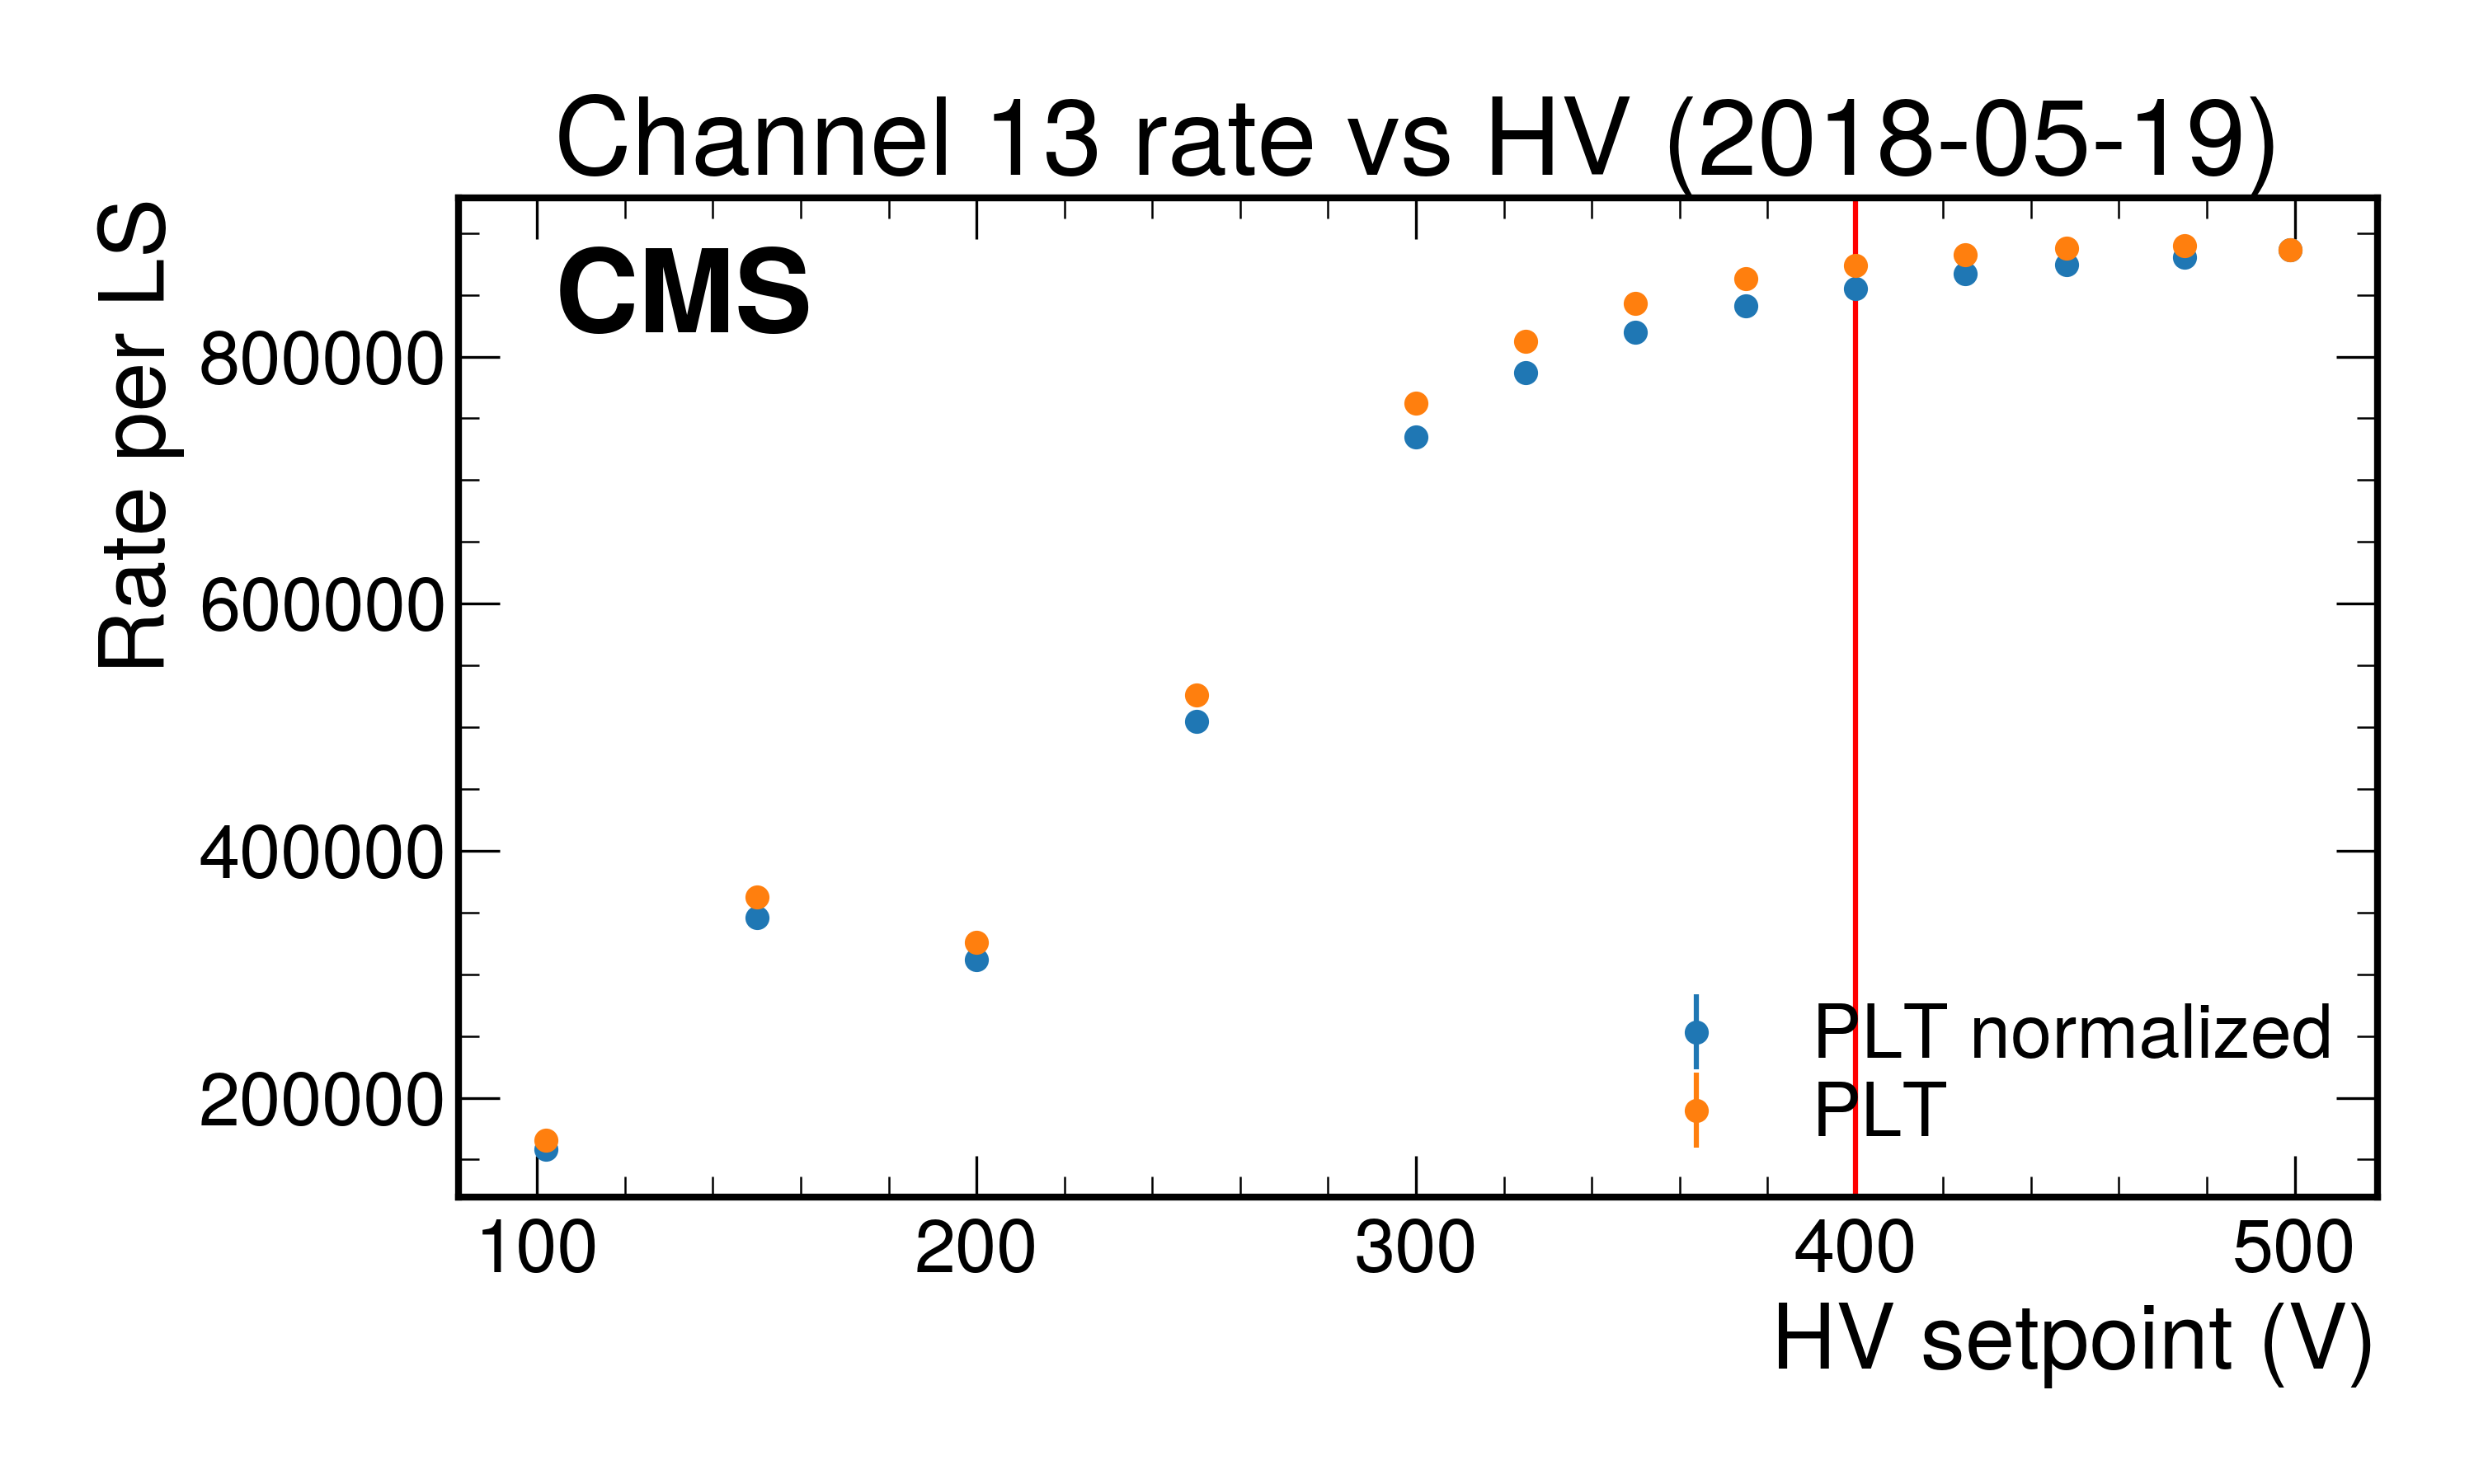 Channel 13 rate vs HV (2018-05-19)
CMS
Rate per LS
800000
600000
400000
200000
PLT normalized
PLT
100 200 300 400 500
HV setpoint (V)